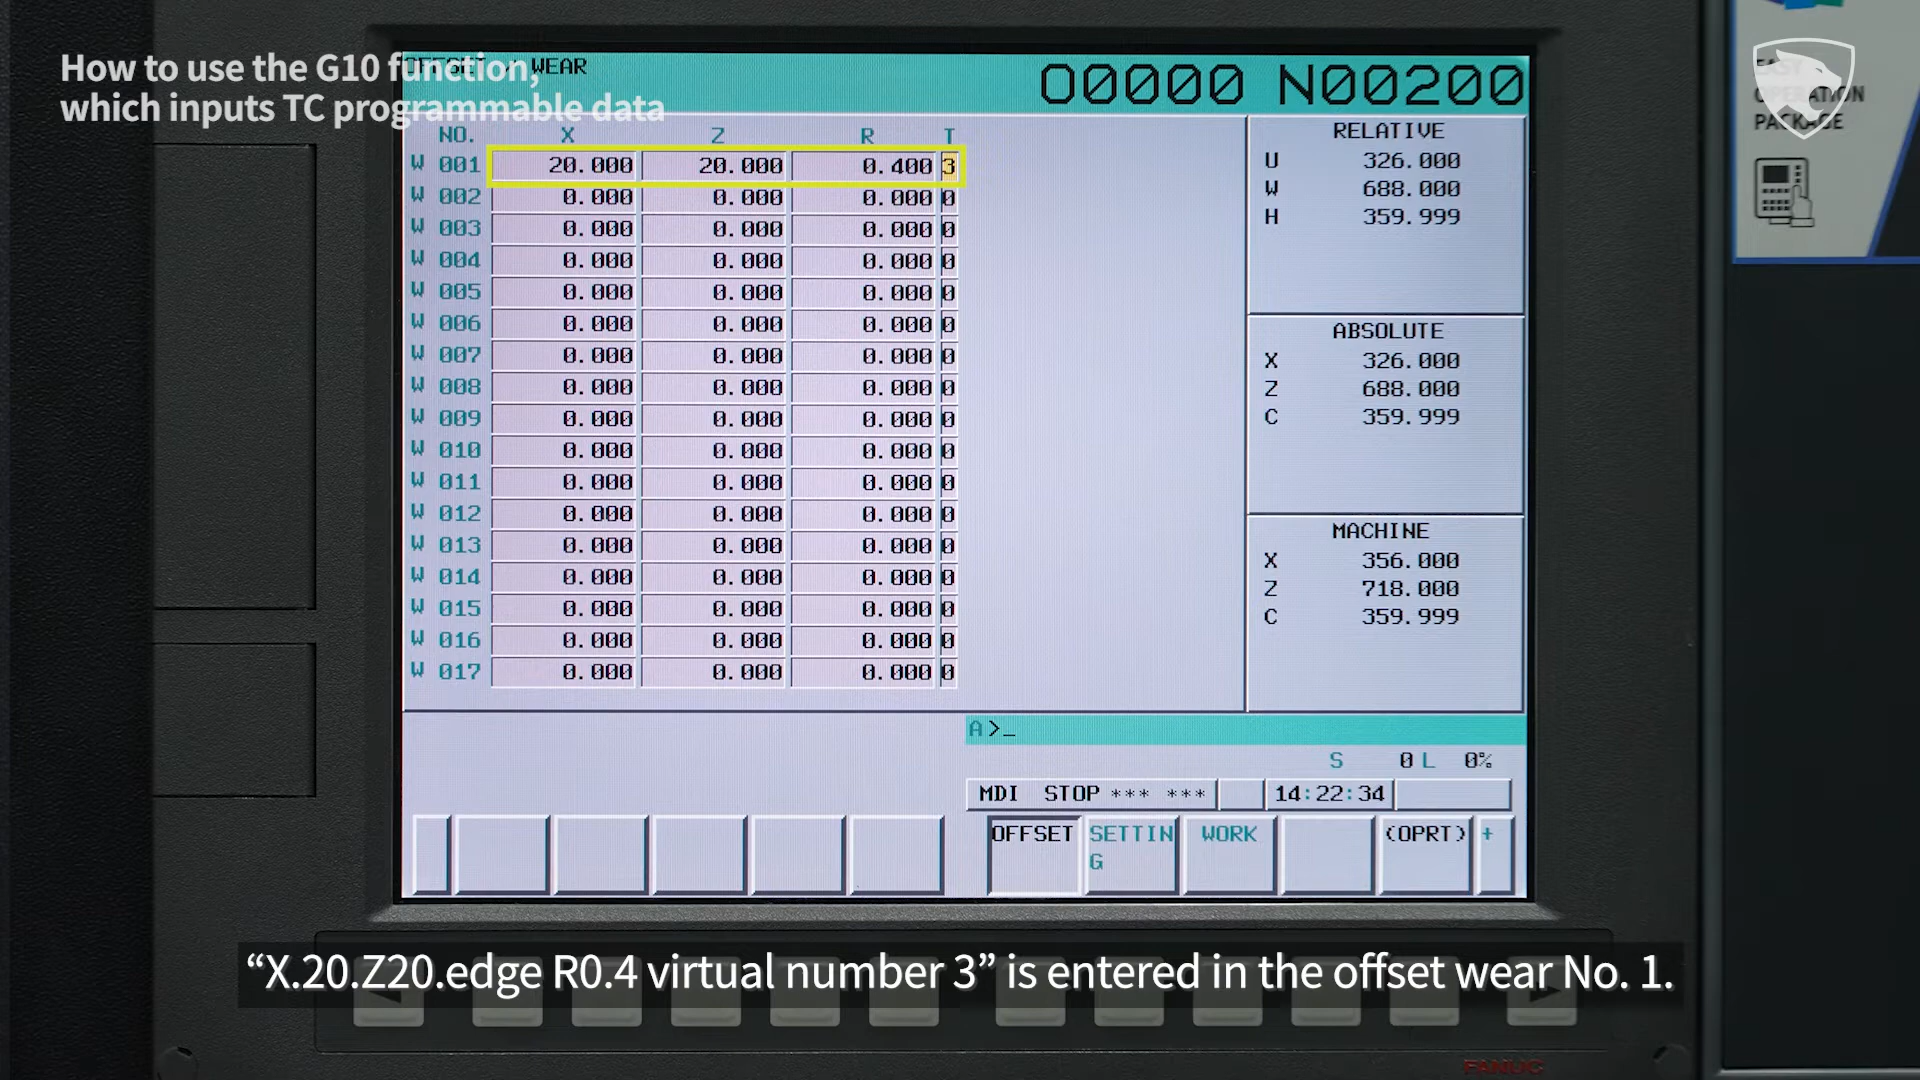 How to use the G10 function,
which inputs TC programmable data
OFFSET / WEAR
O0000 N00200
NO. X Z R T
W 001 20.000 20.000 0.400 3
W 002 0.000 0.000 0.000 0
W 003 0.000 0.000 0.000 0
W 004 0.000 0.000 0.000 0
W 005 0.000 0.000 0.000 0
W 006 0.000 0.000 0.000 0
W 007 0.000 0.000 0.000 0
W 008 0.000 0.000 0.000 0
W 009 0.000 0.000 0.000 0
W 010 0.000 0.000 0.000 0
W 011 0.000 0.000 0.000 0
W 012 0.000 0.000 0.000 0
W 013 0.000 0.000 0.000 0
W 014 0.000 0.000 0.000 0
W 015 0.000 0.000 0.000 0
W 016 0.000 0.000 0.000 0
W 017 0.000 0.000 0.000 0
RELATIVE
U 326.000
W 688.000
H 359.999
ABSOLUTE
X 326.000
Z 688.000
C 359.999
MACHINE
X 356.000
Z 718.000
C 359.999
A >_
S 0 L 0%
MDI STOP *** *** 14:22:34
OFFSET SETTIN WORK (OPRT) +
G
EASY
OPERATION
PACKAGE
“X.20.Z20.edge R0.4 virtual number 3” is entered in the offset wear No. 1.
FANUC